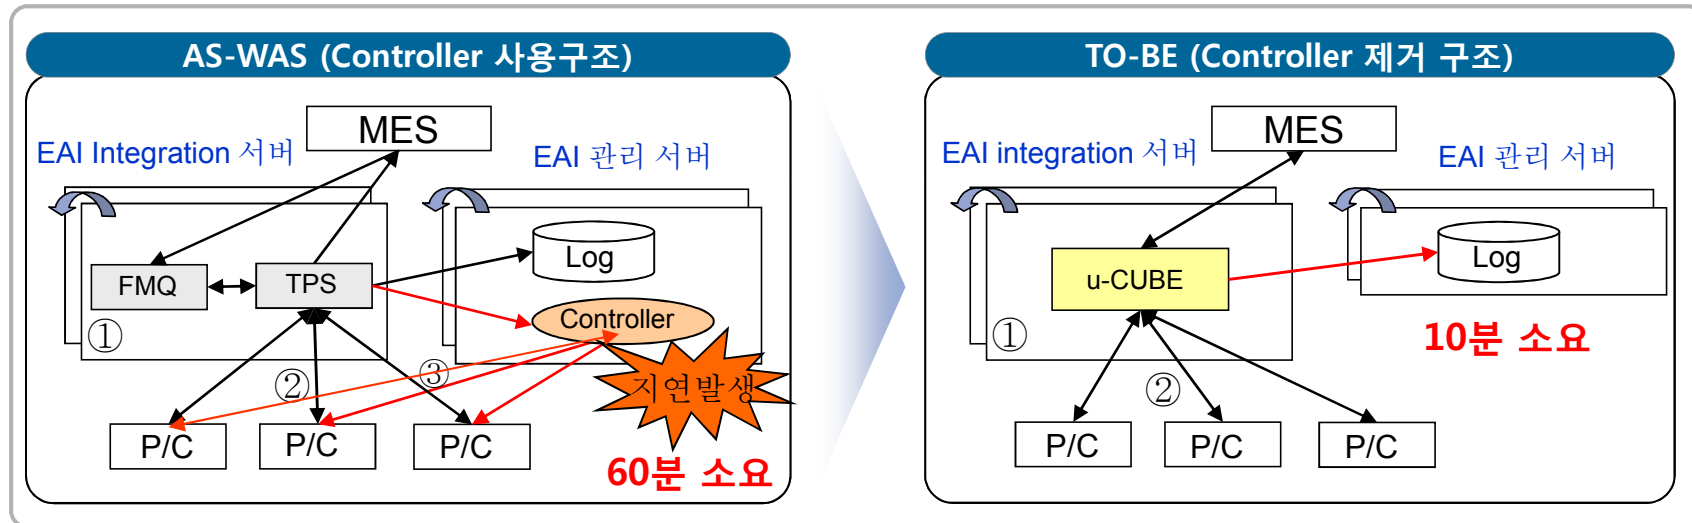 AS-WAS (Controller 사용구조)
MES
EAI Integration 서버
EAI 관리 서버
Log
FMQ
TPS
Controller
①
②
③
지연발생
P/C
P/C
P/C
60분 소요
TO-BE (Controller 제거 구조)
MES
EAI integration 서버
EAI 관리 서버
Log
u-CUBE
①
10분 소요
②
P/C
P/C
P/C